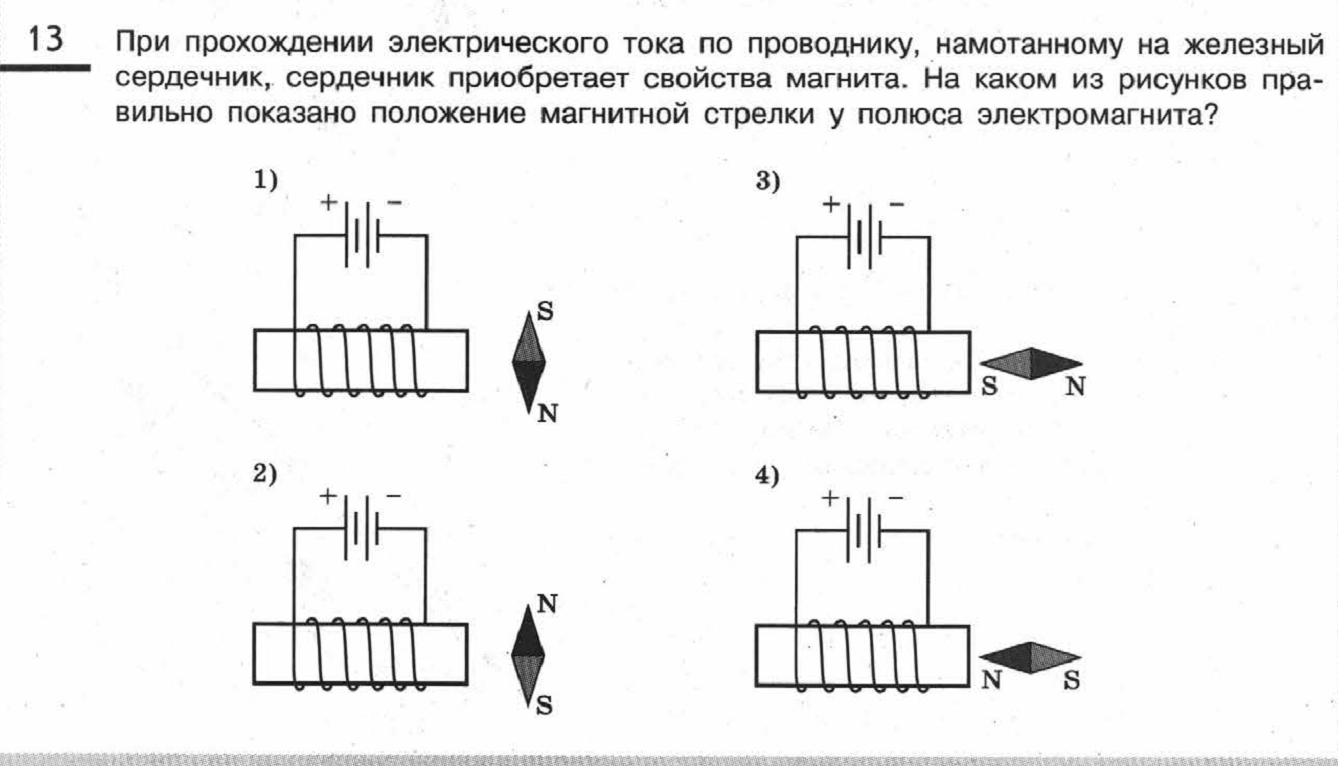 13
При прохождении электрического тока по проводнику, намотанному на железный
сердечник, сердечник приобретает свойства магнита. На каком из рисунков пра-
вильно показано положение магнитной стрелки у полюса электромагнита?
1)
+ −
S
N
3)
+ −
S N
2)
+ −
N
S
4)
+ −
N S